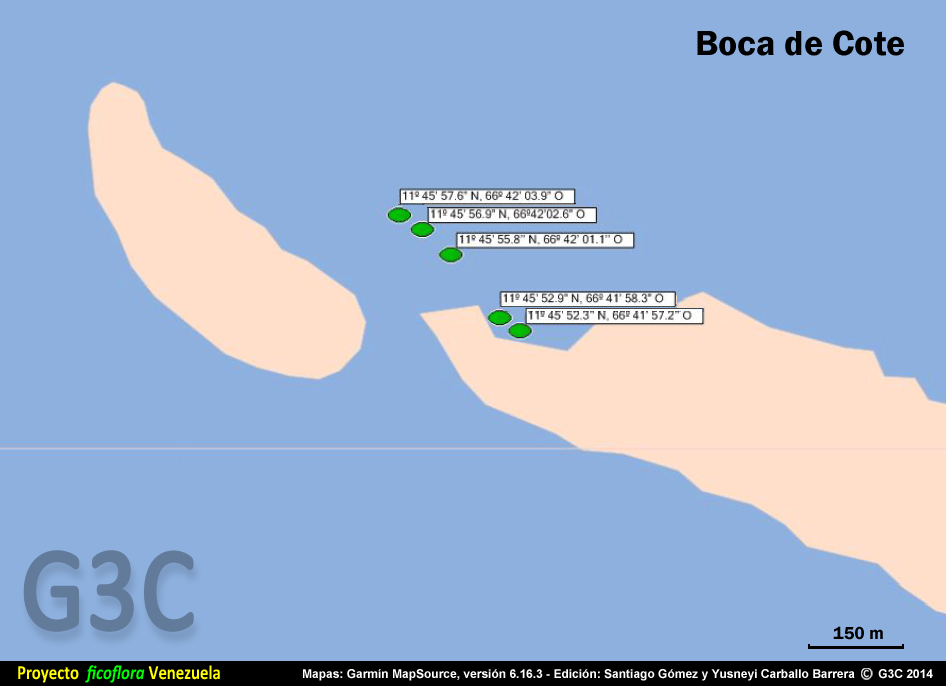 Boca de Cote
11º 45' 57.6" N, 66º 42' 03.9" O
11º 45' 56.9" N, 66º42'02.6" O
11º 45' 55.8" N, 66º 42' 01.1" O
11º 45' 52.9" N, 66º 41' 58.3" O
11º 45' 52.3" N, 66º 41' 57.2" O
G3C
150 m
Proyecto ficoflora Venezuela
Mapas: Garmin MapSource, versión 6.16.3 - Edición: Santiago Gómez y Yusneyi Carballo Barrera © G3C 2014